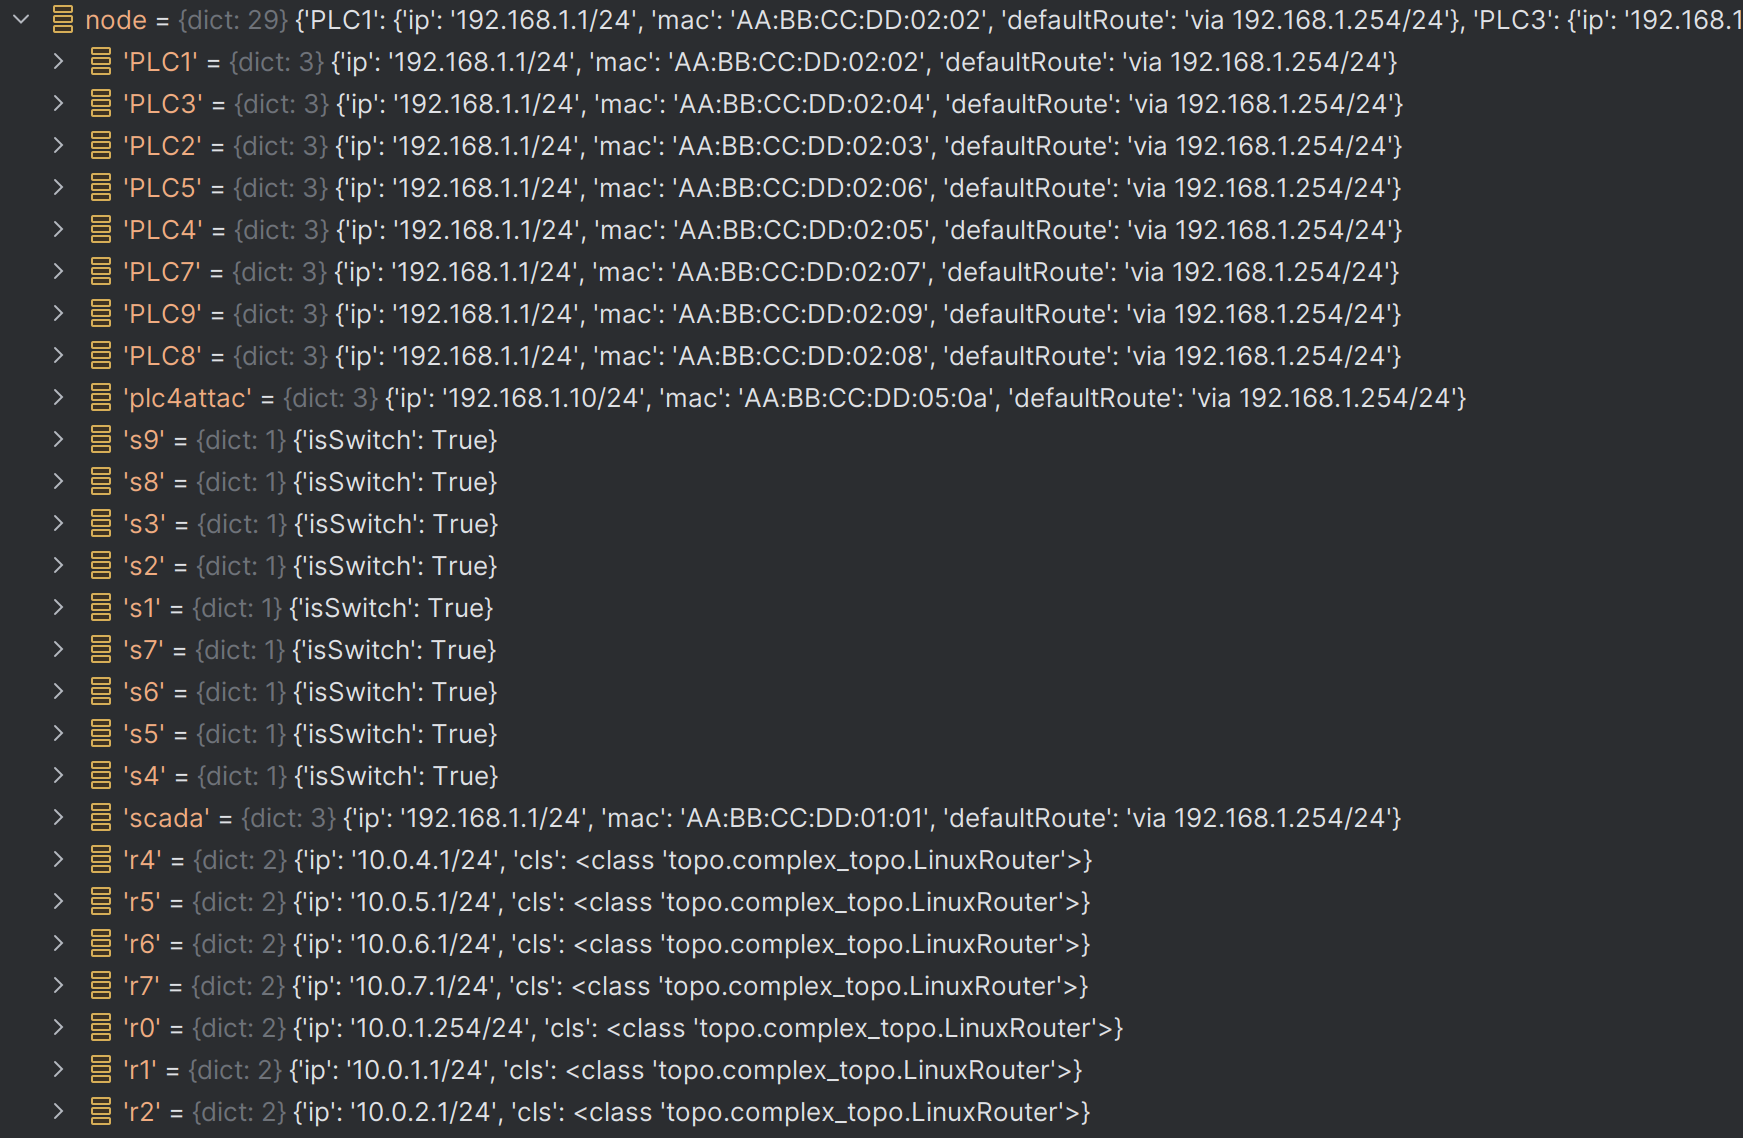 node = {dict: 29} {'PLC1': {'ip': '192.168.1.1/24', 'mac': 'AA:BB:CC:DD:02:02', 'defaultRoute': 'via 192.168.1.254/24'}, 'PLC3': {'ip': '192.168.1
'PLC1' = {dict: 3} {'ip': '192.168.1.1/24', 'mac': 'AA:BB:CC:DD:02:02', 'defaultRoute': 'via 192.168.1.254/24'}
'PLC3' = {dict: 3} {'ip': '192.168.1.1/24', 'mac': 'AA:BB:CC:DD:02:04', 'defaultRoute': 'via 192.168.1.254/24'}
'PLC2' = {dict: 3} {'ip': '192.168.1.1/24', 'mac': 'AA:BB:CC:DD:02:03', 'defaultRoute': 'via 192.168.1.254/24'}
'PLC5' = {dict: 3} {'ip': '192.168.1.1/24', 'mac': 'AA:BB:CC:DD:02:06', 'defaultRoute': 'via 192.168.1.254/24'}
'PLC4' = {dict: 3} {'ip': '192.168.1.1/24', 'mac': 'AA:BB:CC:DD:02:05', 'defaultRoute': 'via 192.168.1.254/24'}
'PLC7' = {dict: 3} {'ip': '192.168.1.1/24', 'mac': 'AA:BB:CC:DD:02:07', 'defaultRoute': 'via 192.168.1.254/24'}
'PLC9' = {dict: 3} {'ip': '192.168.1.1/24', 'mac': 'AA:BB:CC:DD:02:09', 'defaultRoute': 'via 192.168.1.254/24'}
'PLC8' = {dict: 3} {'ip': '192.168.1.1/24', 'mac': 'AA:BB:CC:DD:02:08', 'defaultRoute': 'via 192.168.1.254/24'}
'plc4attac' = {dict: 3} {'ip': '192.168.1.10/24', 'mac': 'AA:BB:CC:DD:05:0a', 'defaultRoute': 'via 192.168.1.254/24'}
's9' = {dict: 1} {'isSwitch': True}
's8' = {dict: 1} {'isSwitch': True}
's3' = {dict: 1} {'isSwitch': True}
's2' = {dict: 1} {'isSwitch': True}
's1' = {dict: 1} {'isSwitch': True}
's7' = {dict: 1} {'isSwitch': True}
's6' = {dict: 1} {'isSwitch': True}
's5' = {dict: 1} {'isSwitch': True}
's4' = {dict: 1} {'isSwitch': True}
'scada' = {dict: 3} {'ip': '192.168.1.1/24', 'mac': 'AA:BB:CC:DD:01:01', 'defaultRoute': 'via 192.168.1.254/24'}
'r4' = {dict: 2} {'ip': '10.0.4.1/24', 'cls': <class 'topo.complex_topo.LinuxRouter'>}
'r5' = {dict: 2} {'ip': '10.0.5.1/24', 'cls': <class 'topo.complex_topo.LinuxRouter'>}
'r6' = {dict: 2} {'ip': '10.0.6.1/24', 'cls': <class 'topo.complex_topo.LinuxRouter'>}
'r7' = {dict: 2} {'ip': '10.0.7.1/24', 'cls': <class 'topo.complex_topo.LinuxRouter'>}
'r0' = {dict: 2} {'ip': '10.0.1.254/24', 'cls': <class 'topo.complex_topo.LinuxRouter'>}
'r1' = {dict: 2} {'ip': '10.0.1.1/24', 'cls': <class 'topo.complex_topo.LinuxRouter'>}
'r2' = {dict: 2} {'ip': '10.0.2.1/24', 'cls': <class 'topo.complex_topo.LinuxRouter'>}